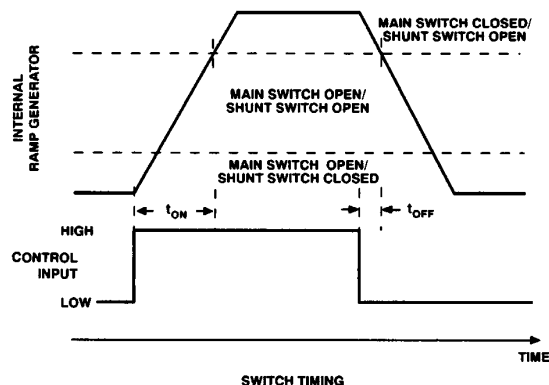 MAIN SWITCH CLOSED/
SHUNT SWITCH OPEN
INTERNAL
RAMP GENERATOR
MAIN SWITCH OPEN/
SHUNT SWITCH OPEN
MAIN SWITCH OPEN/
SHUNT SWITCH CLOSED
tON
tOFF
HIGH
CONTROL
INPUT
LOW
TIME
SWITCH TIMING